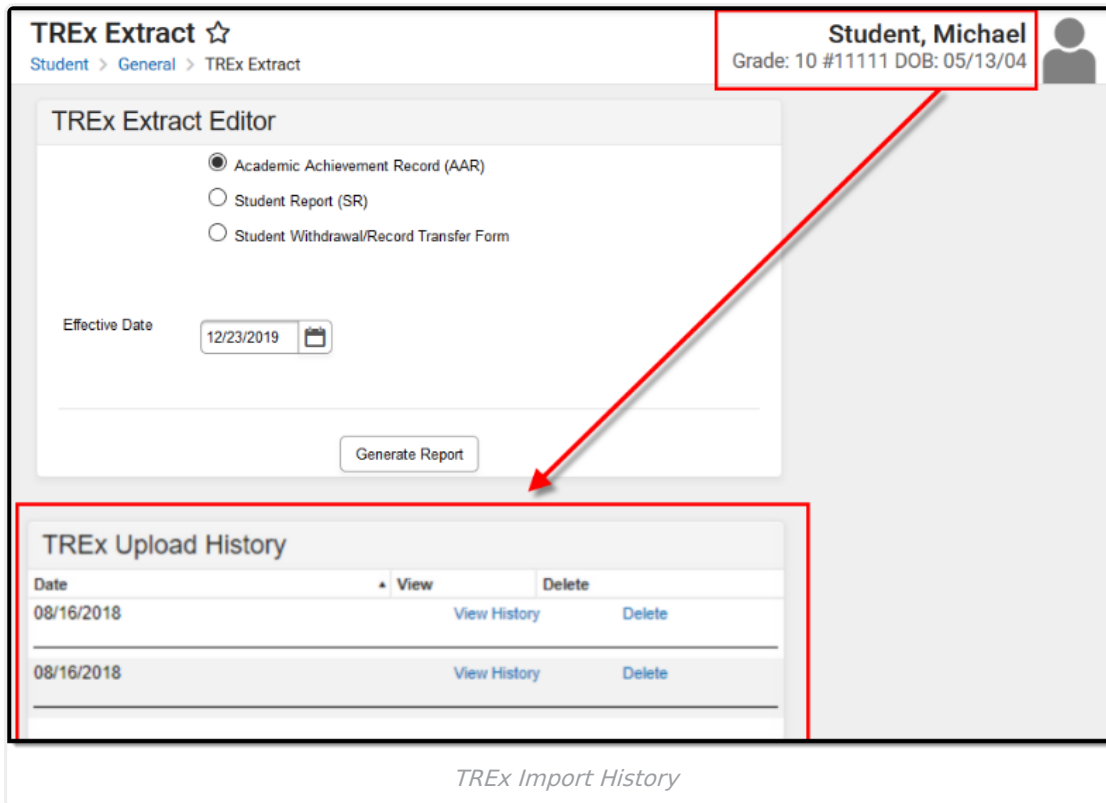 TREx Extract
Student > General > TREx Extract
Student, Michael
Grade: 10 #11111 DOB: 05/13/04
TREx Extract Editor
Academic Achievement Record (AAR)
Student Report (SR)
Student Withdrawal/Record Transfer Form
Effective Date 12/23/2019
Generate Report
TREx Upload History
Date View Delete
08/16/2018 View History Delete
08/16/2018 View History Delete
TREx Import History